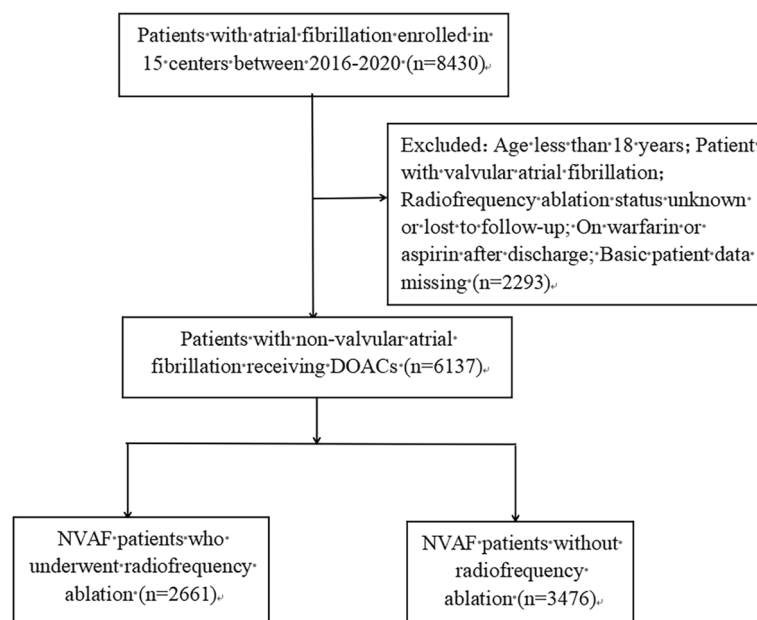 Patients with atrial fibrillation enrolled in
15 centers between 2016-2020 (n=8430)
Excluded: Age less than 18 years; Patient
with valvular atrial fibrillation;
Radiofrequency ablation status unknown
or lost to follow-up; On warfarin or
aspirin after discharge; Basic patient data
missing (n=2293)
Patients with non-valvular atrial
fibrillation receiving DOACs (n=6137)
NVAF patients who
underwent radiofrequency
ablation (n=2661)
NVAF patients without
radiofrequency
ablation (n=3476)